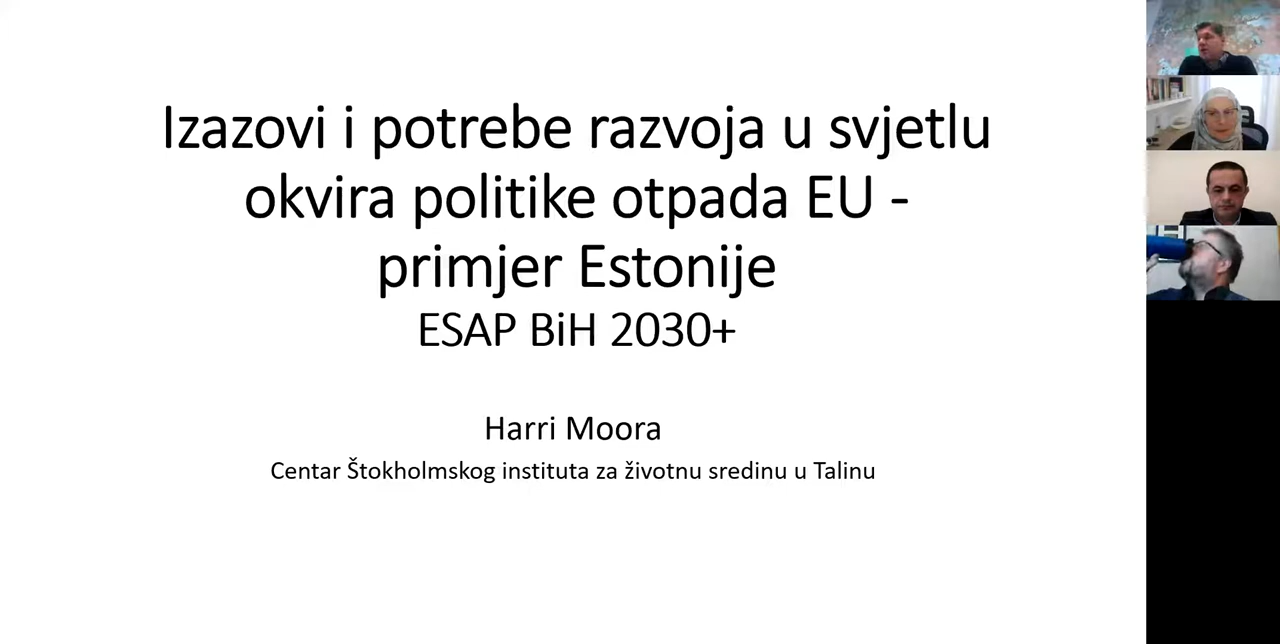 Izazovi i potrebe razvoja u svjetlu
okvira politike otpada EU -
primjer Estonije
ESAP BiH 2030+
Harri Moora
Centar Štokholmskog instituta za životnu sredinu u Talinu